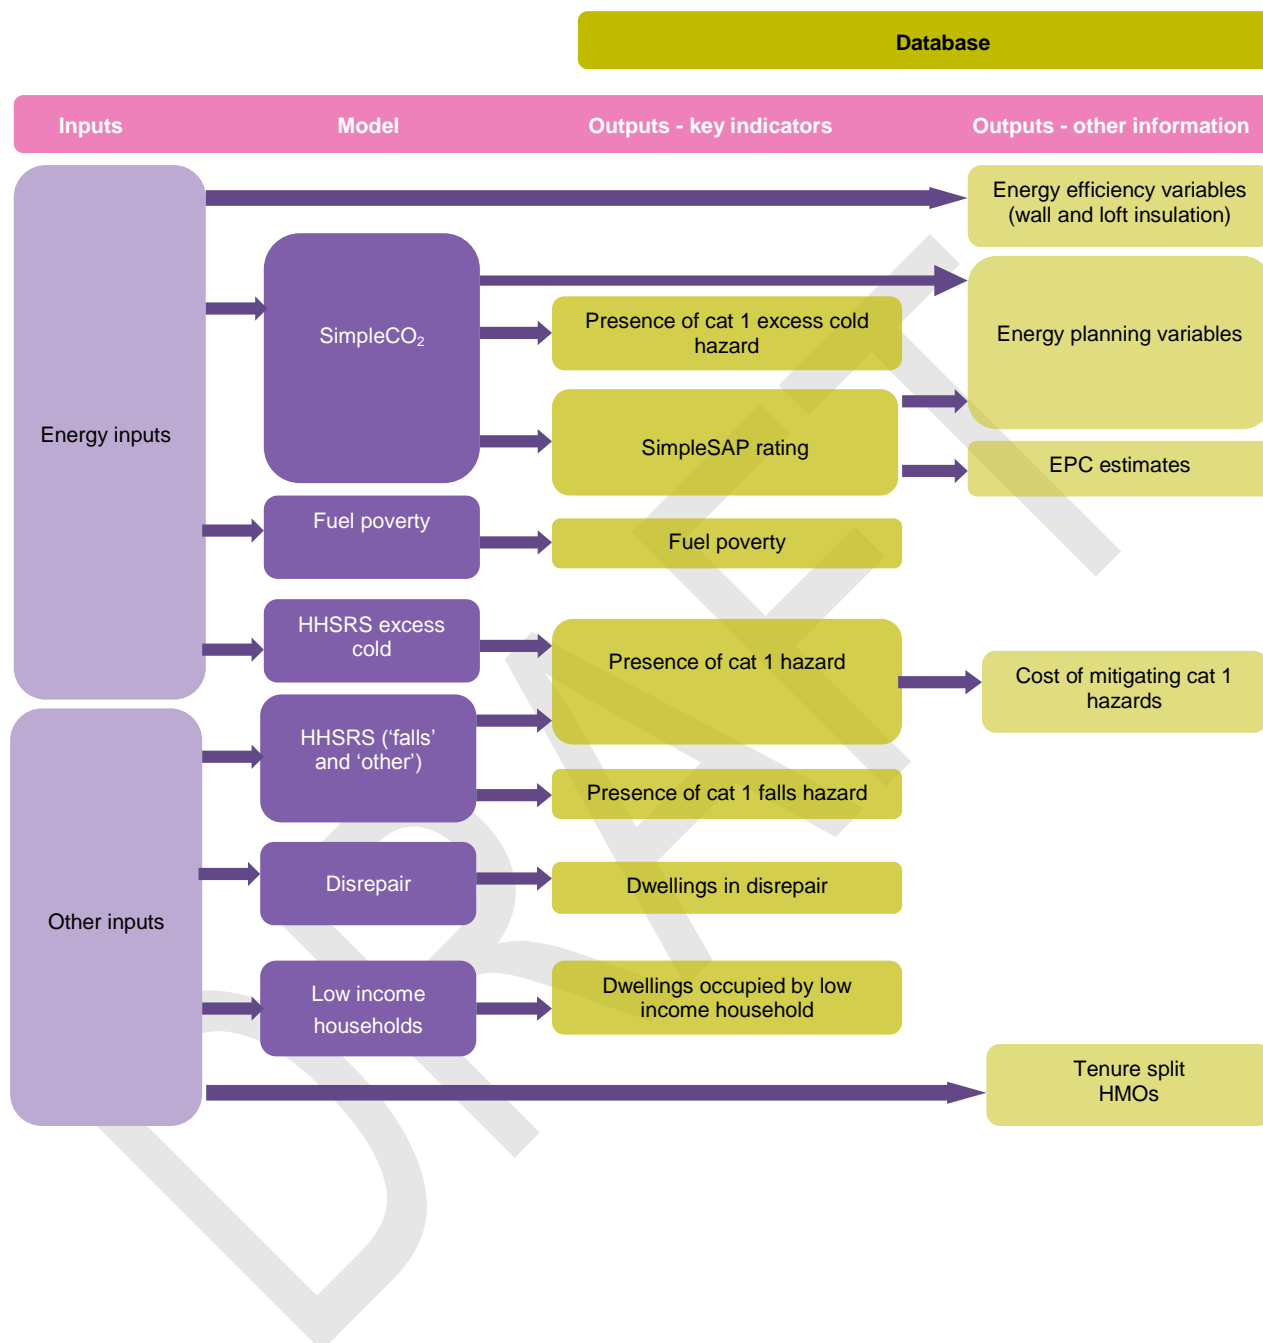 Database
Inputs
Model
Outputs - key indicators
Outputs - other information
Energy efficiency variables
(wall and loft insulation)
SimpleCO₂
Presence of cat 1 excess cold
hazard
Energy planning variables
Energy inputs
SimpleSAP rating
EPC estimates
Fuel poverty
Fuel poverty
HHSRS excess
cold
Presence of cat 1 hazard
Cost of mitigating cat 1
hazards
HHSRS (‘falls’
and ‘other’)
Presence of cat 1 falls hazard
Other inputs
Disrepair
Dwellings in disrepair
Low income
households
Dwellings occupied by low
income household
Tenure split
HMOs
DRAFT